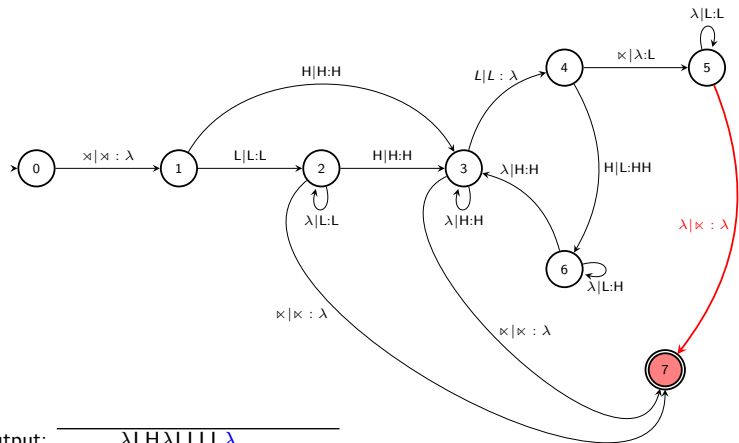 λ|L:L
⋉|λ:L
H|H:H
L|L : λ
4
5
⋊|⋊ : λ
L|L:L
H|H:H
λ|H:H
H|L:HH
0
1
2
3
λ|L:L
λ|H:H
λ|⋉ : λ
6
λ|L:H
⋉|⋉ : λ
⋉|⋉ : λ
7